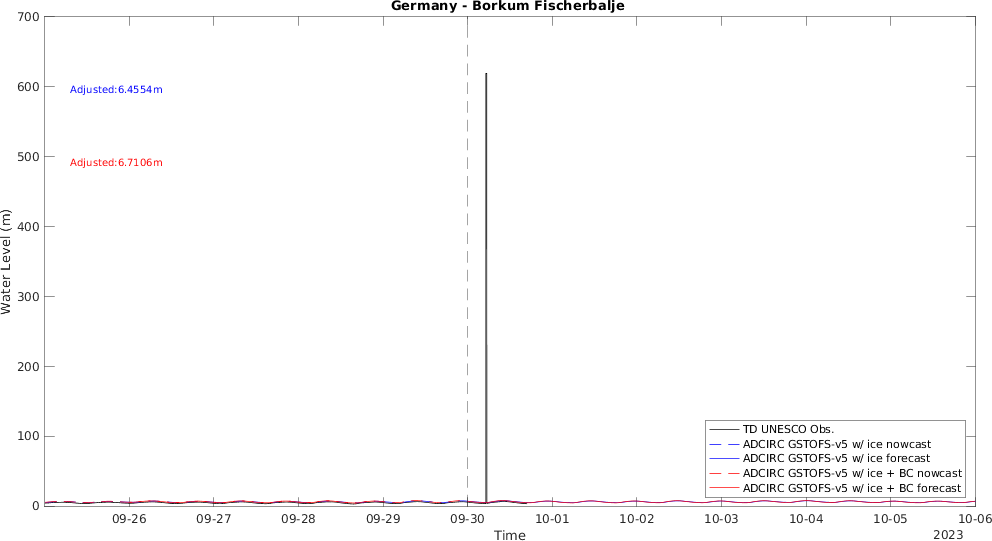 Germany - Borkum Fischerbalje
700
600
500
400
300
200
100
0
Water Level (m)
Adjusted:6.4554m
Adjusted:6.7106m
TD UNESCO Obs.
ADCIRC GSTOFS-v5 w/ ice nowcast
ADCIRC GSTOFS-v5 w/ ice forecast
ADCIRC GSTOFS-v5 w/ ice + BC nowcast
ADCIRC GSTOFS-v5 w/ ice + BC forecast
09-26 09-27 09-28 09-29 09-30 10-01 10-02 10-03 10-04 10-05 10-06
Time
2023